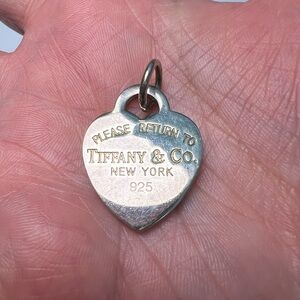 PLEASE RETURN TO
TIFFANY & CO.
NEW YORK
925